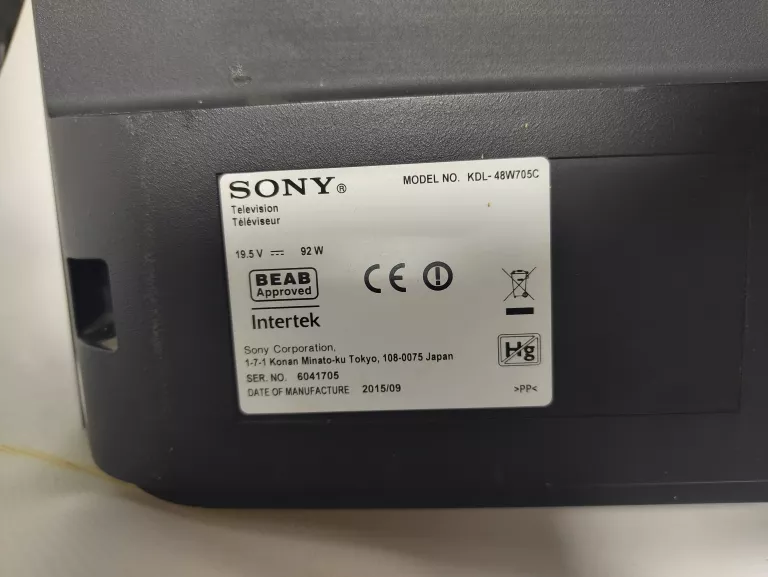 SONY®
MODEL NO. KDL-48W705C
Television
Téléviseur
19.5 V ⎓ 92 W
BEAB
Approved
CE
Intertek
Hg
Sony Corporation,
1-7-1 Konan Minato-ku Tokyo, 108-0075 Japan
SER. NO. 6041705
DATE OF MANUFACTURE 2015/09
>PP<